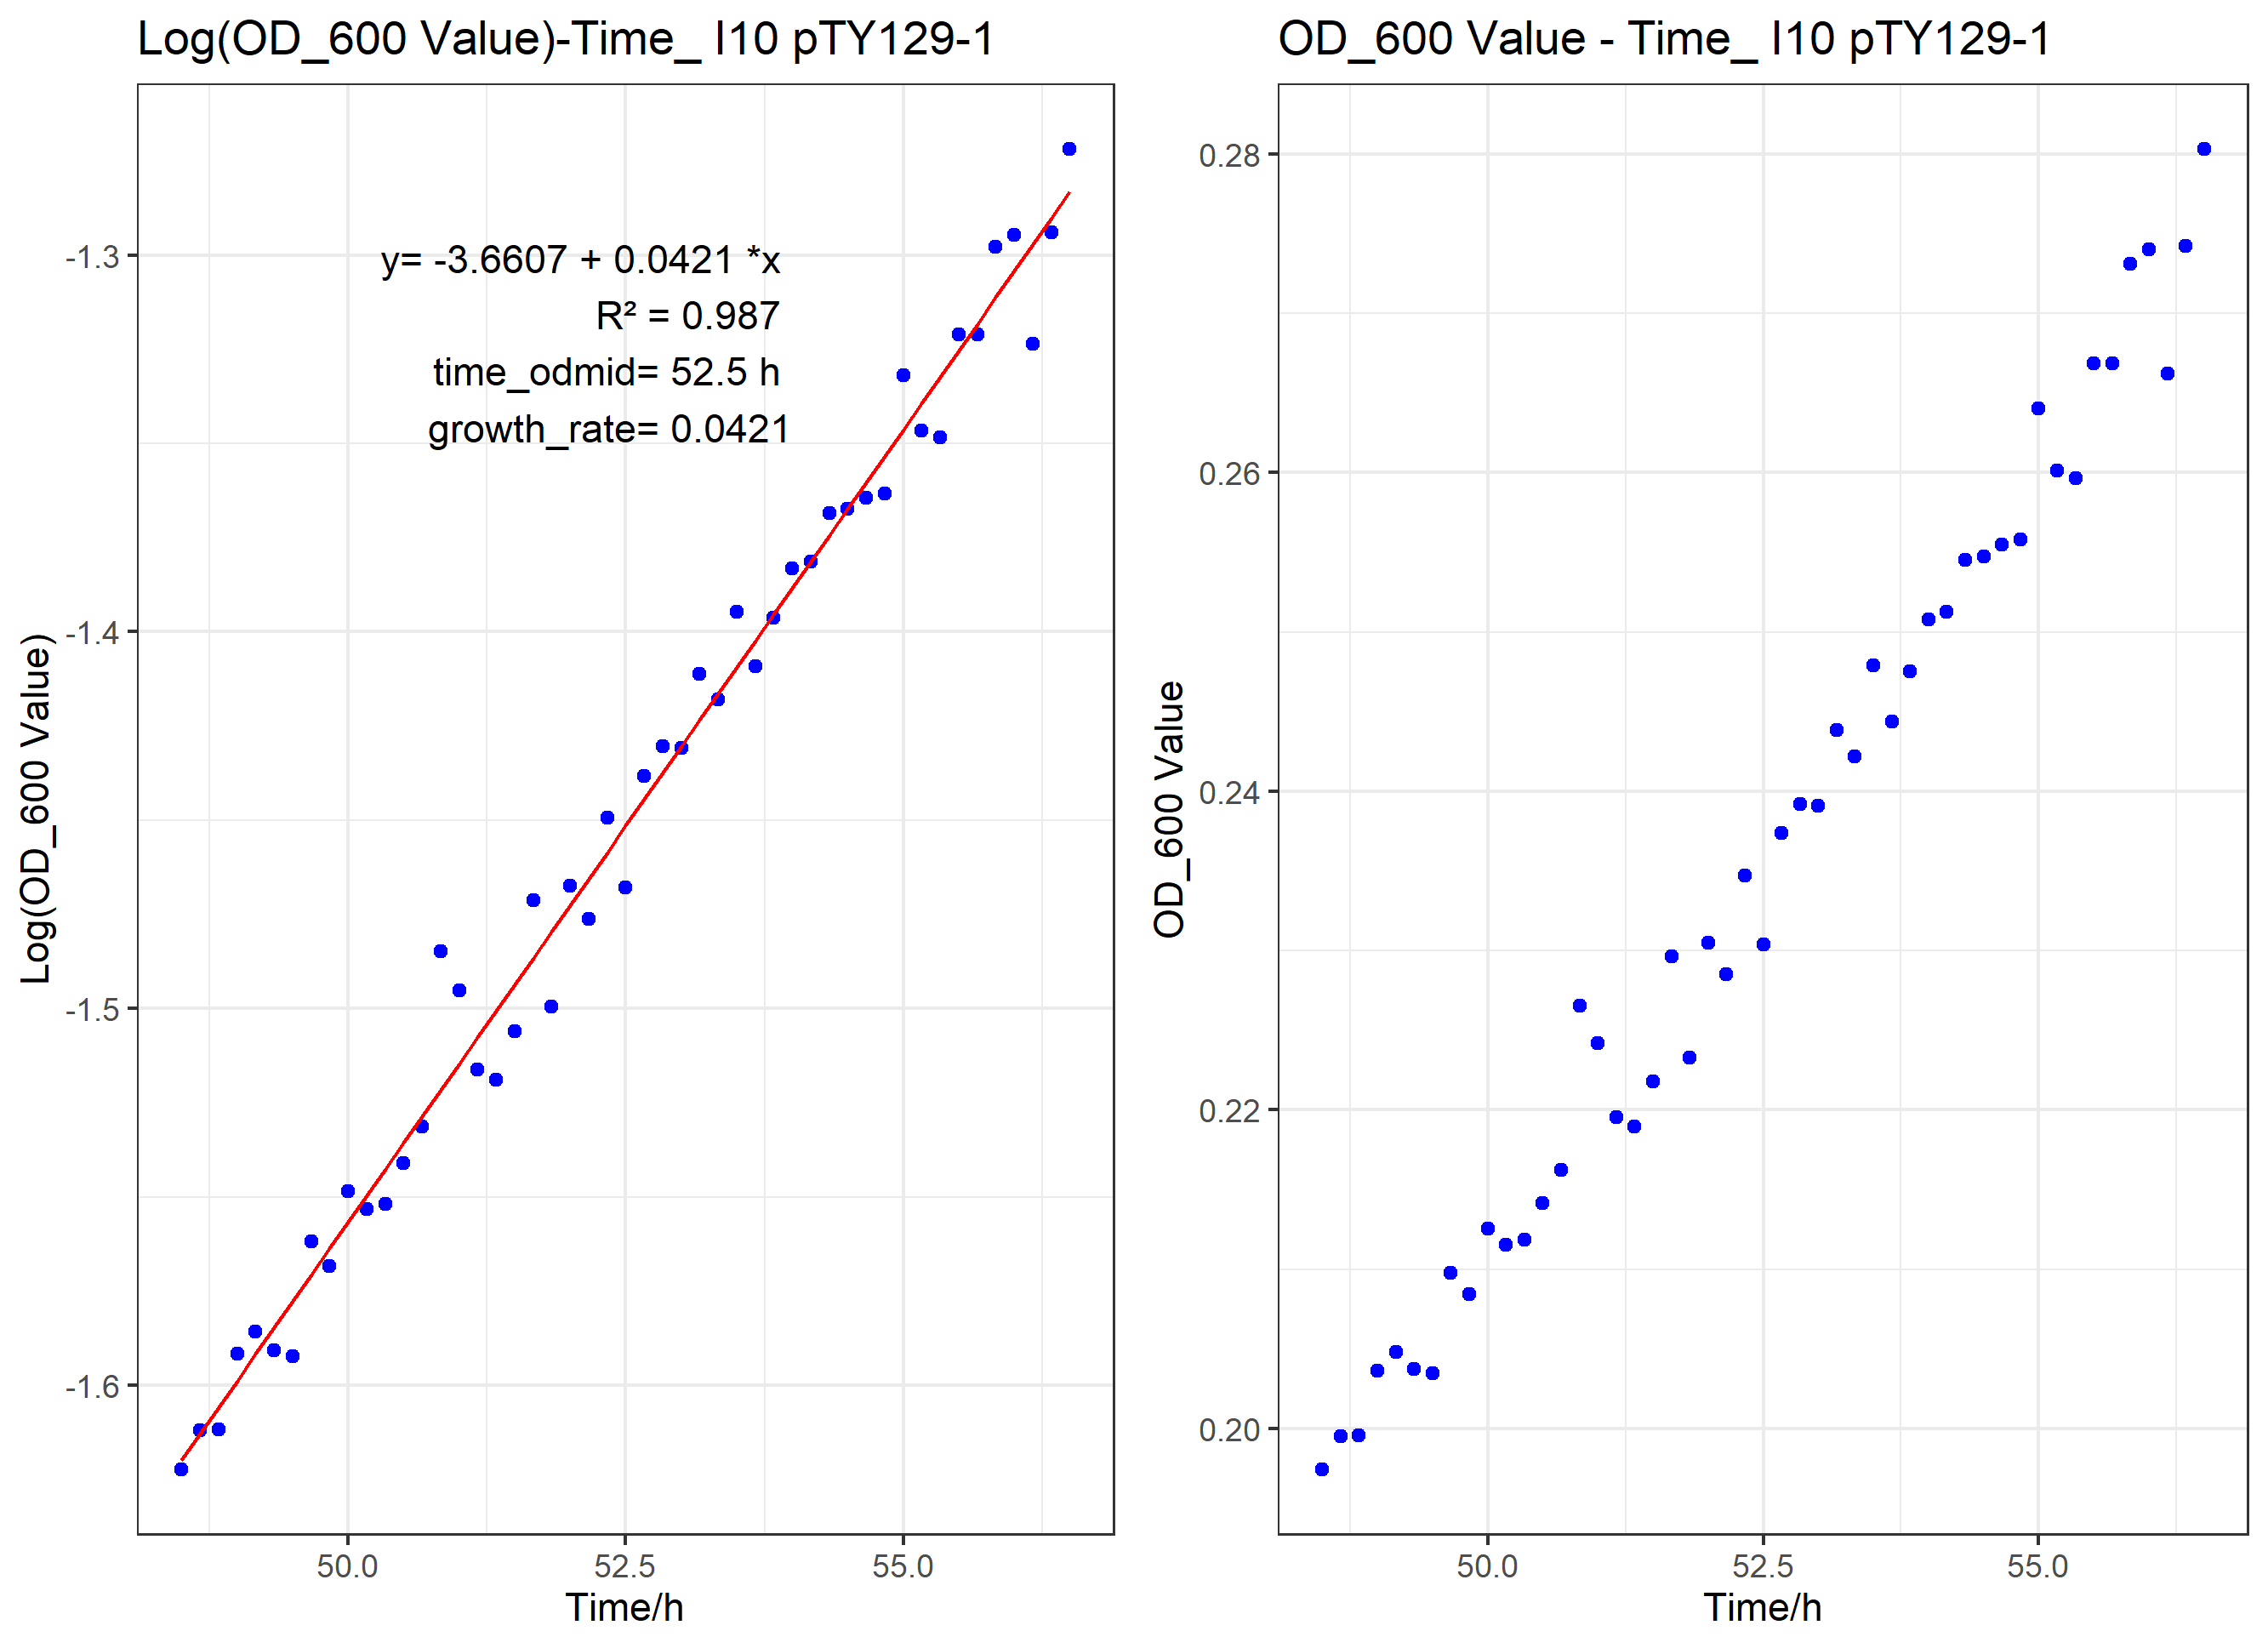 Log(OD_600 Value)-Time_ I10 pTY129-1
y= -3.6607 + 0.0421 *x
R² = 0.987
time_odmid= 52.5 h
growth_rate= 0.0421
-1.3
-1.4
-1.5
-1.6
Log(OD_600 Value)
50.0 52.5 55.0
Time/h
OD_600 Value - Time_ I10 pTY129-1
0.28
0.26
0.24
0.22
0.20
OD_600 Value
50.0 52.5 55.0
Time/h